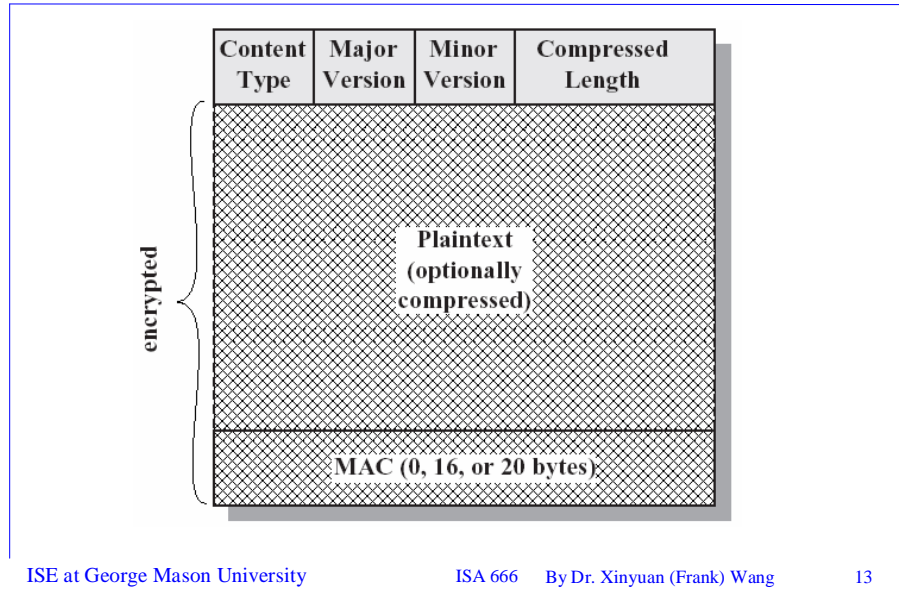 Content Type
Major Version
Minor Version
Compressed Length
encrypted
Plaintext
(optionally
compressed)
MAC (0, 16, or 20 bytes)
ISE at George Mason University
ISA 666
By Dr. Xinyuan (Frank) Wang
13